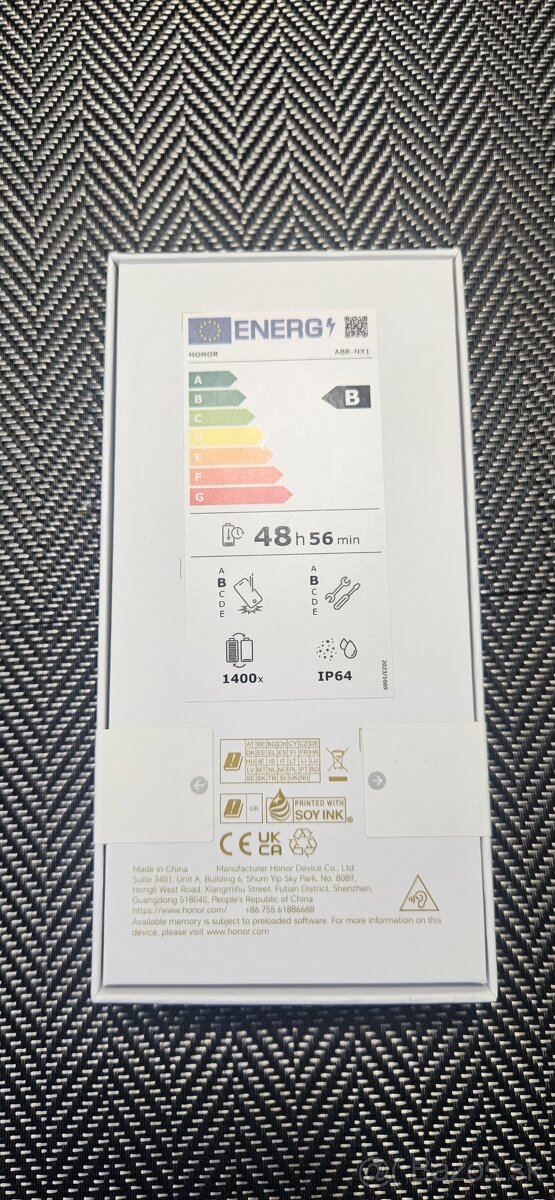 ENERG
HONOR ABR-NX1
A
B
B
C
D
E
F
G
48 h 56 min
A
B
C
D
E
A
B
C
D
E
1400x
IP64
2023/1669
AT BE BG CH CY CZ DE
DK EE EL ES FI FR HR
HU IE IS IT LT LI LU
LV MT NL NO PL PT RO
SE SK TR SI UK(NI)
UK
PRINTED WITH
SOY INK
CE UK
CA
Made in China Manufacturer Honor Device Co., Ltd.
Suite 3401, Unit A, Building 6, Shum Yip Sky Park, No. 8089,
Hongli West Road, Xiangmihu Street, Futian District, Shenzhen,
Guangdong 518040, People's Republic of China
https://www.honor.com/ +86 755 61886688
Available memory is subject to preloaded software. For more information on this
device, please visit www.honor.com
Bazos.sk